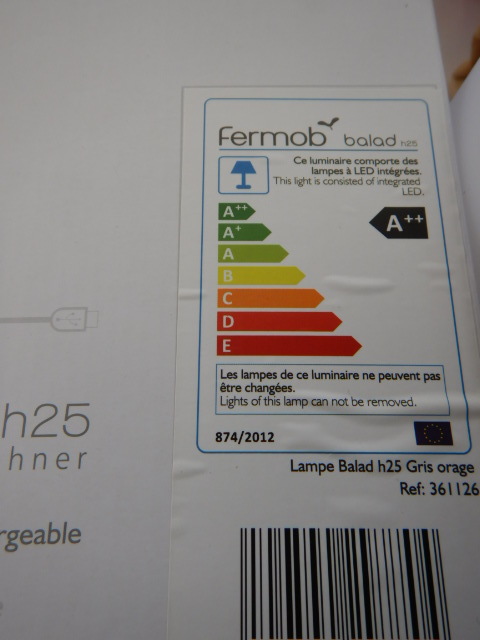 fermob balad h25
Ce luminaire comporte des
lampes à LED intégrées.
This light is consisted of integrated
LED.
A++
A++
A+
A
B
C
D
E
Les lampes de ce luminaire ne peuvent pas
être changées.
Lights of this lamp can not be removed.
874/2012
Lampe Balad h25 Gris orage
Ref: 361126
h25
hner
rgeable